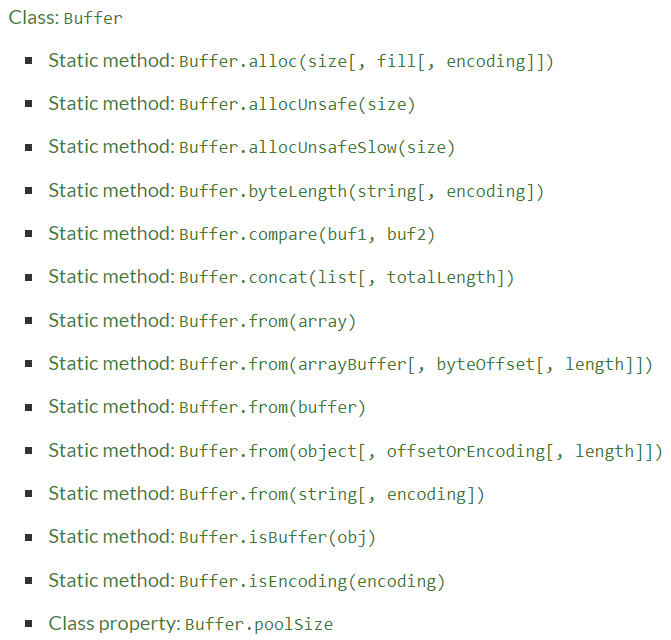 Class: Buffer
Static method: Buffer.alloc(size[, fill[, encoding]])
Static method: Buffer.allocUnsafe(size)
Static method: Buffer.allocUnsafeSlow(size)
Static method: Buffer.byteLength(string[, encoding])
Static method: Buffer.compare(buf1, buf2)
Static method: Buffer.concat(list[, totalLength])
Static method: Buffer.from(array)
Static method: Buffer.from(arrayBuffer[, byteOffset[, length]])
Static method: Buffer.from(buffer)
Static method: Buffer.from(object[, offsetOrEncoding[, length]])
Static method: Buffer.from(string[, encoding])
Static method: Buffer.isBuffer(obj)
Static method: Buffer.isEncoding(encoding)
Class property: Buffer.poolSize